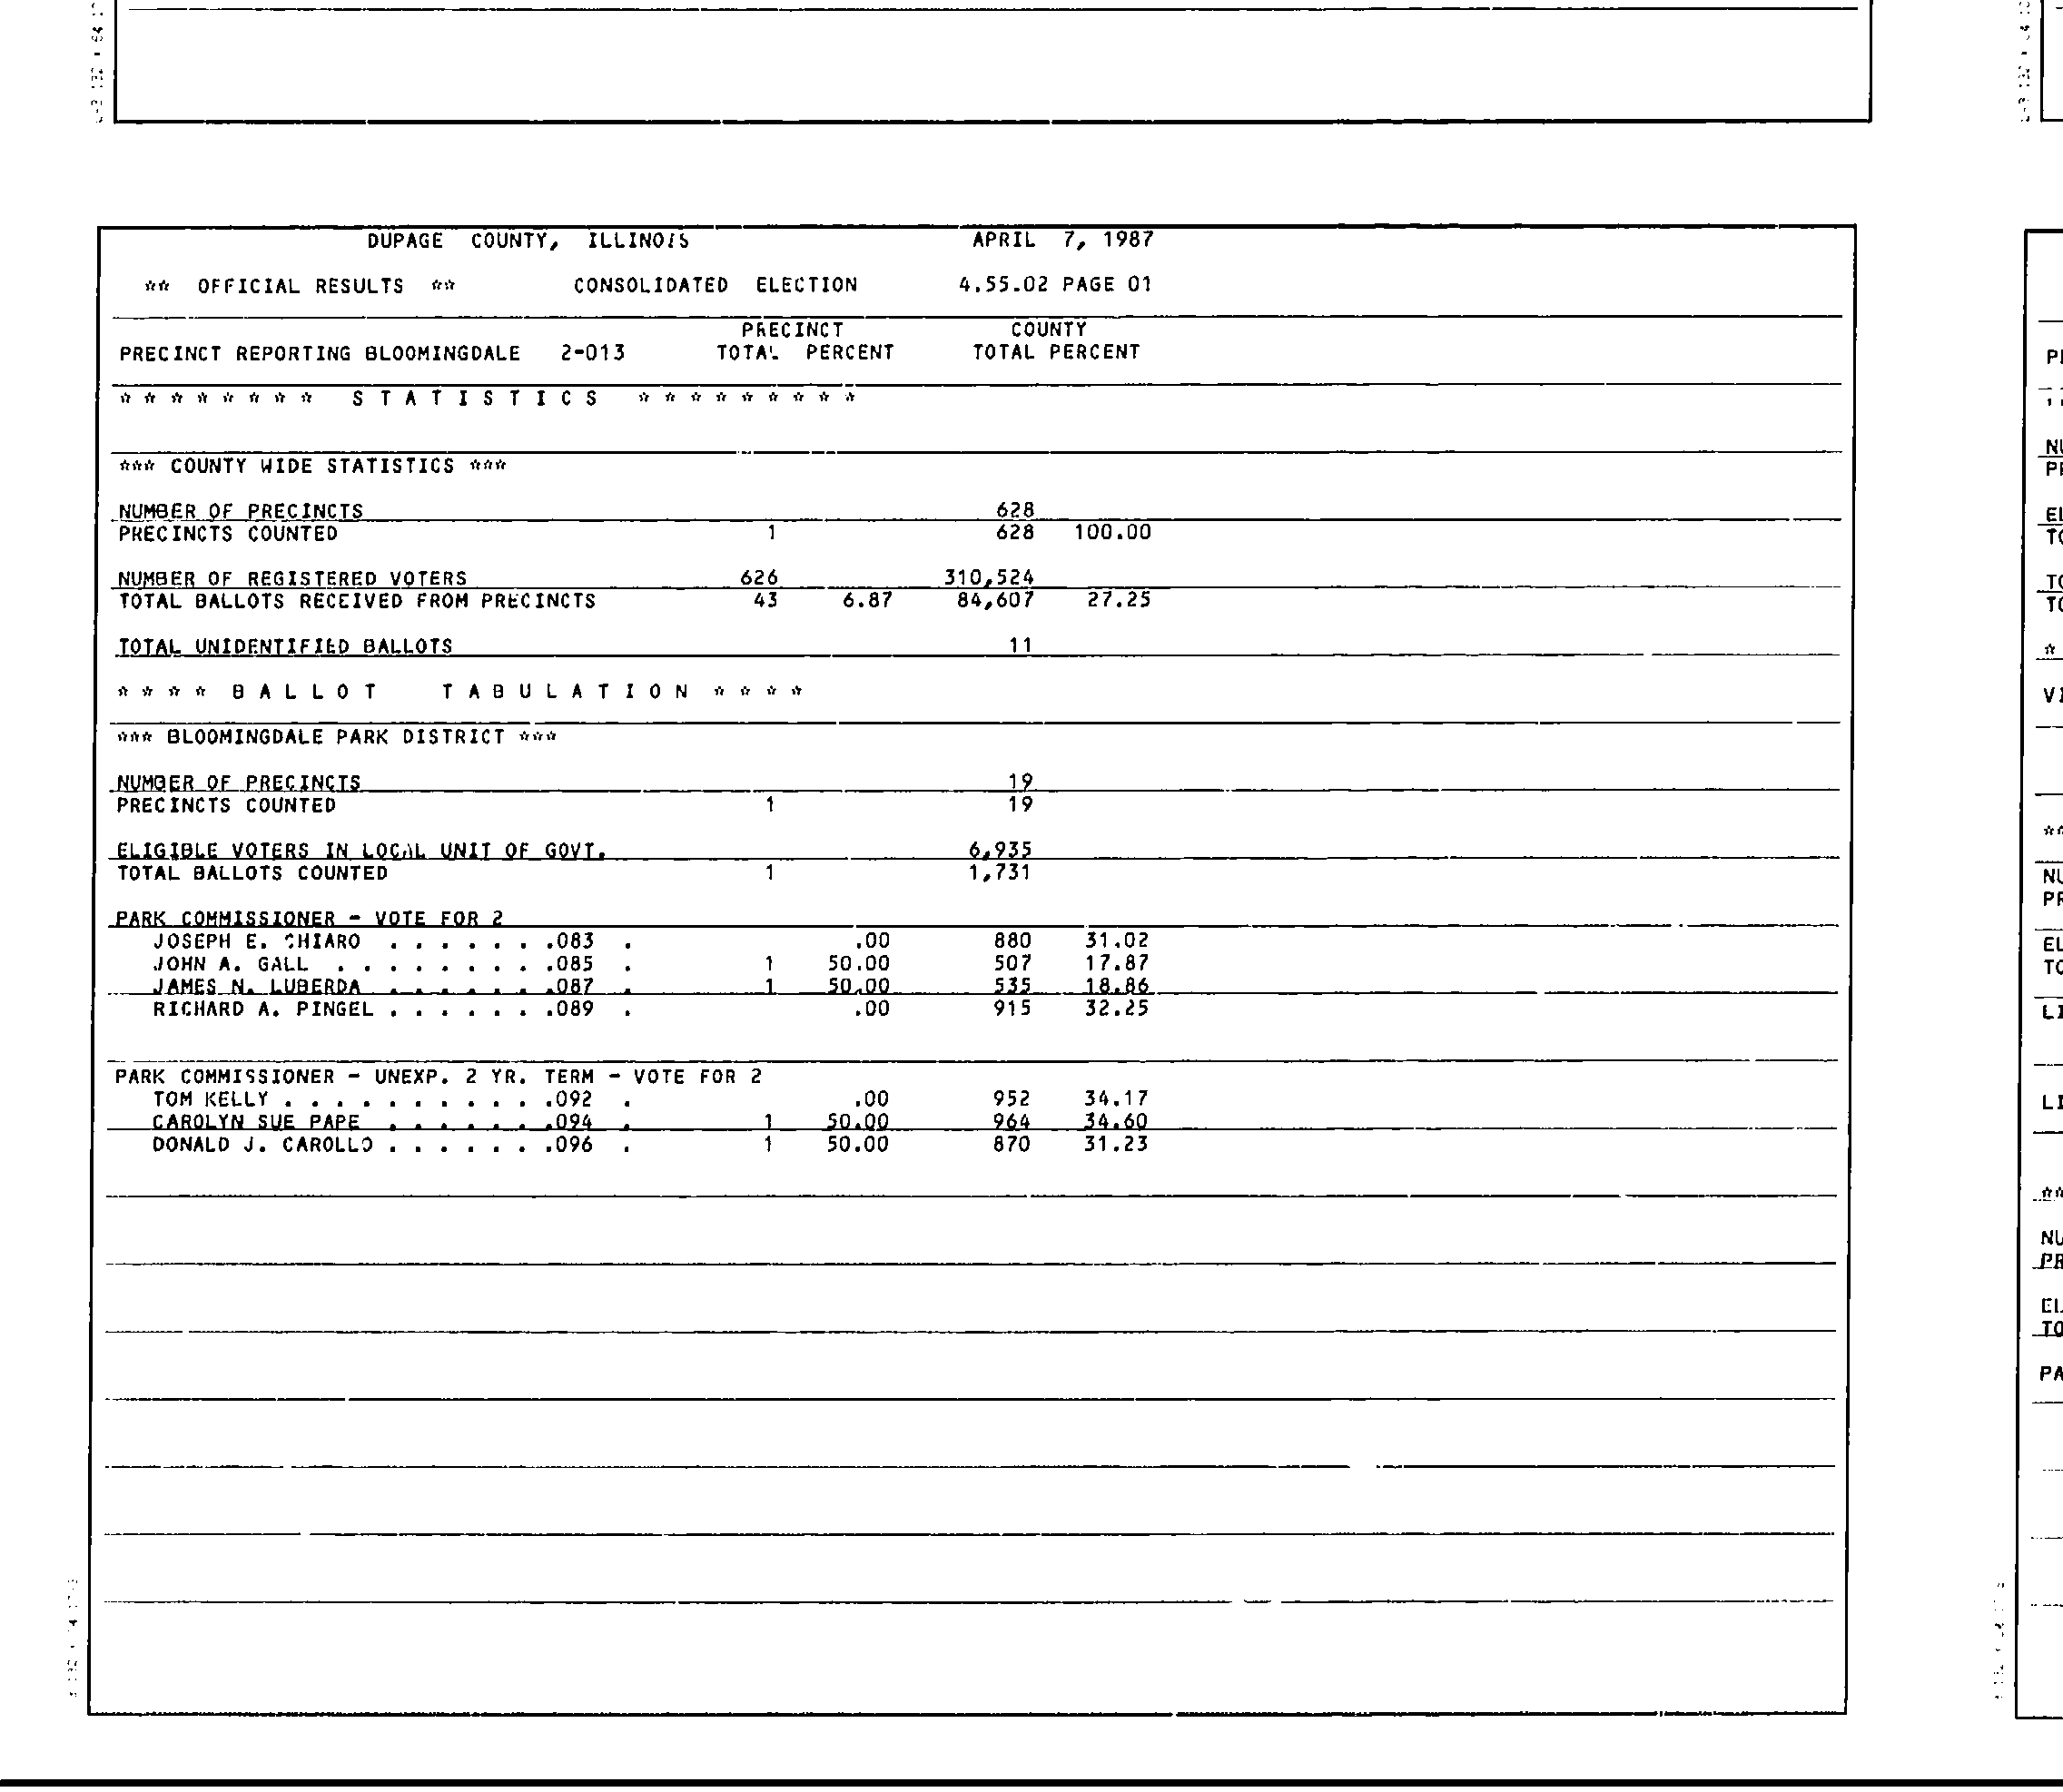 DUPAGE COUNTY, ILLINOIS APRIL 7, 1987
** OFFICIAL RESULTS ** CONSOLIDATED ELECTION 4.55.02 PAGE 01
PRECINCT COUNTY
PRECINCT REPORTING BLOOMINGDALE 2-013 TOTAL PERCENT TOTAL PERCENT
* * * * * * * * S T A T I S T I C S * * * * * * * * *
*** COUNTY WIDE STATISTICS ***
NUMBER OF PRECINCTS 628
PRECINCTS COUNTED 1 628 100.00
NUMBER OF REGISTERED VOTERS 626 310,524
TOTAL BALLOTS RECEIVED FROM PRECINCTS 43 6.87 84,607 27.25
TOTAL UNIDENTIFIED BALLOTS 11
* * * * B A L L O T T A B U L A T I O N * * * *
*** BLOOMINGDALE PARK DISTRICT ***
NUMBER OF PRECINCTS 19
PRECINCTS COUNTED 1 19
ELIGIBLE VOTERS IN LOCAL UNIT OF GOVT. 6,935
TOTAL BALLOTS COUNTED 1 1,731
PARK COMMISSIONER - VOTE FOR 2
JOSEPH E. CHIARO . . . . . . .083 . .00 880 31.02
JOHN A. GALL . . . . . . . . .085 . 1 50.00 507 17.87
JAMES N. LUBERDA . . . . . . .087 . 1 50.00 535 18.86
RICHARD A. PINGEL . . . . . . .089 . .00 915 32.25
PARK COMMISSIONER - UNEXP. 2 YR. TERM - VOTE FOR 2
TOM KELLY . . . . . . . . . . .092 . .00 952 34.17
CAROLYN SUE PAPE . . . . . . .094 . 1 50.00 964 34.60
DONALD J. CAROLLO . . . . . . .096 . 1 50.00 870 31.23